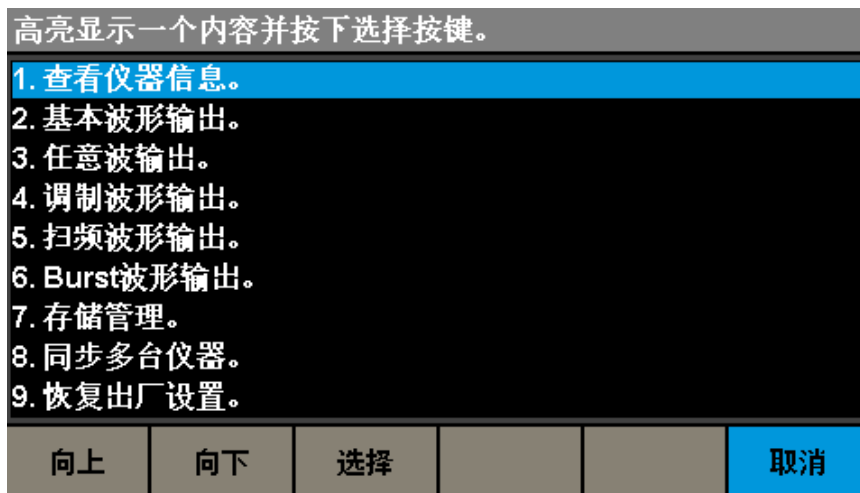 高亮显示一个内容并按下选择按键。
1. 查看仪器信息。
2. 基本波形输出。
3. 任意波输出。
4. 调制波形输出。
5. 扫频波形输出。
6. Burst波形输出。
7. 存储管理。
8. 同步多台仪器。
9. 恢复出厂设置。
向上 向下 选择 取消